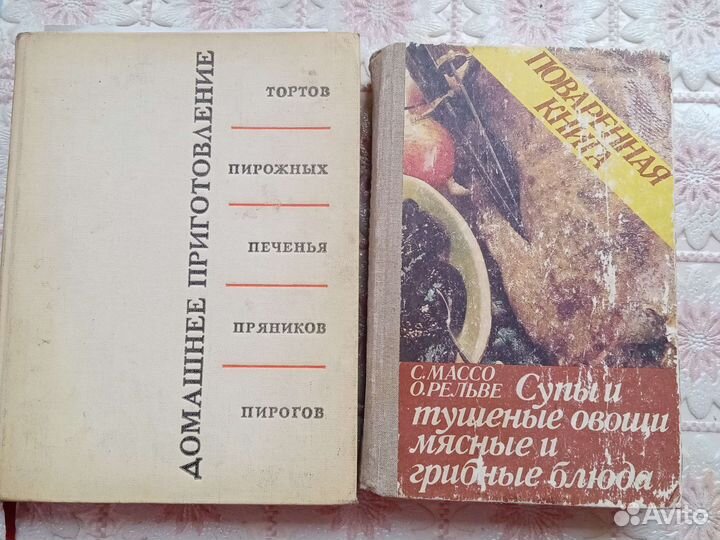 ДОМАШНЕЕ ПРИГОТОВЛЕНИЕ
ТОРТОВ
ПИРОЖНЫХ
ПЕЧЕНЬЯ
ПРЯНИКОВ
ПИРОГОВ
ПОВАРЕННАЯ
КНИГА
С. МАССО
О. РЕЛЬВЕ
Супы и
тушеные овощи
мясные и
грибные блюда
Avito